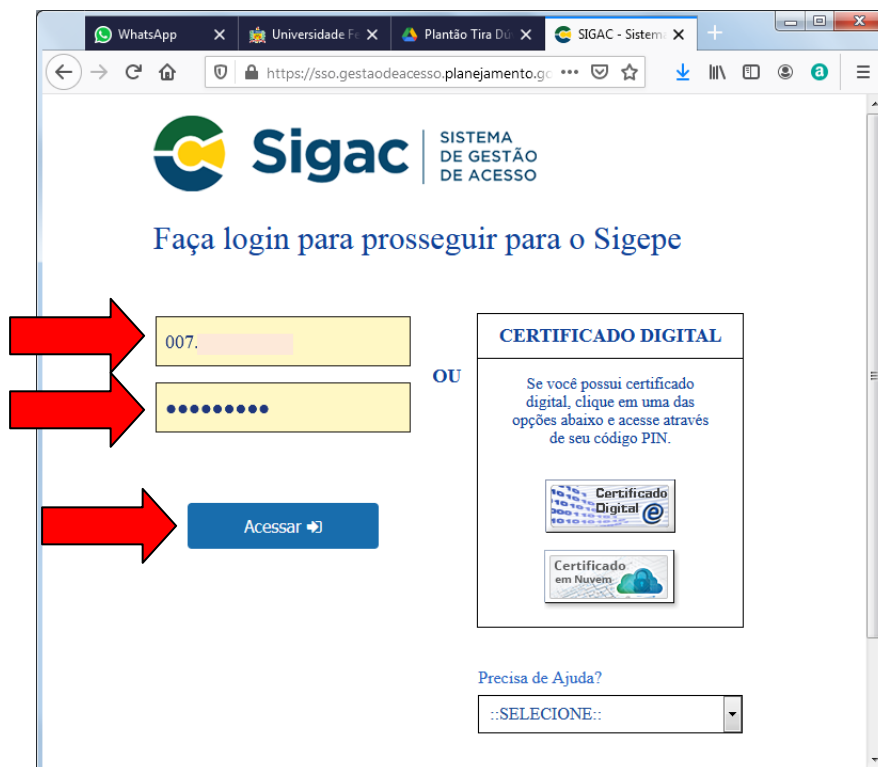 WhatsApp
Universidade Fe
Plantão Tira Dú
SIGAC - Sistema
https://sso.gestaodeacesso.planejamento.go
Sigac
SISTEMA
DE GESTÃO
DE ACESSO
Faça login para prosseguir para o Sigepe
007.
OU
Acessar
CERTIFICADO DIGITAL
Se você possui certificado
digital, clique em uma das
opções abaixo e acesse através
de seu código PIN.
Certificado
Digital
Certificado
em Nuvem
Precisa de Ajuda?
::SELECIONE::